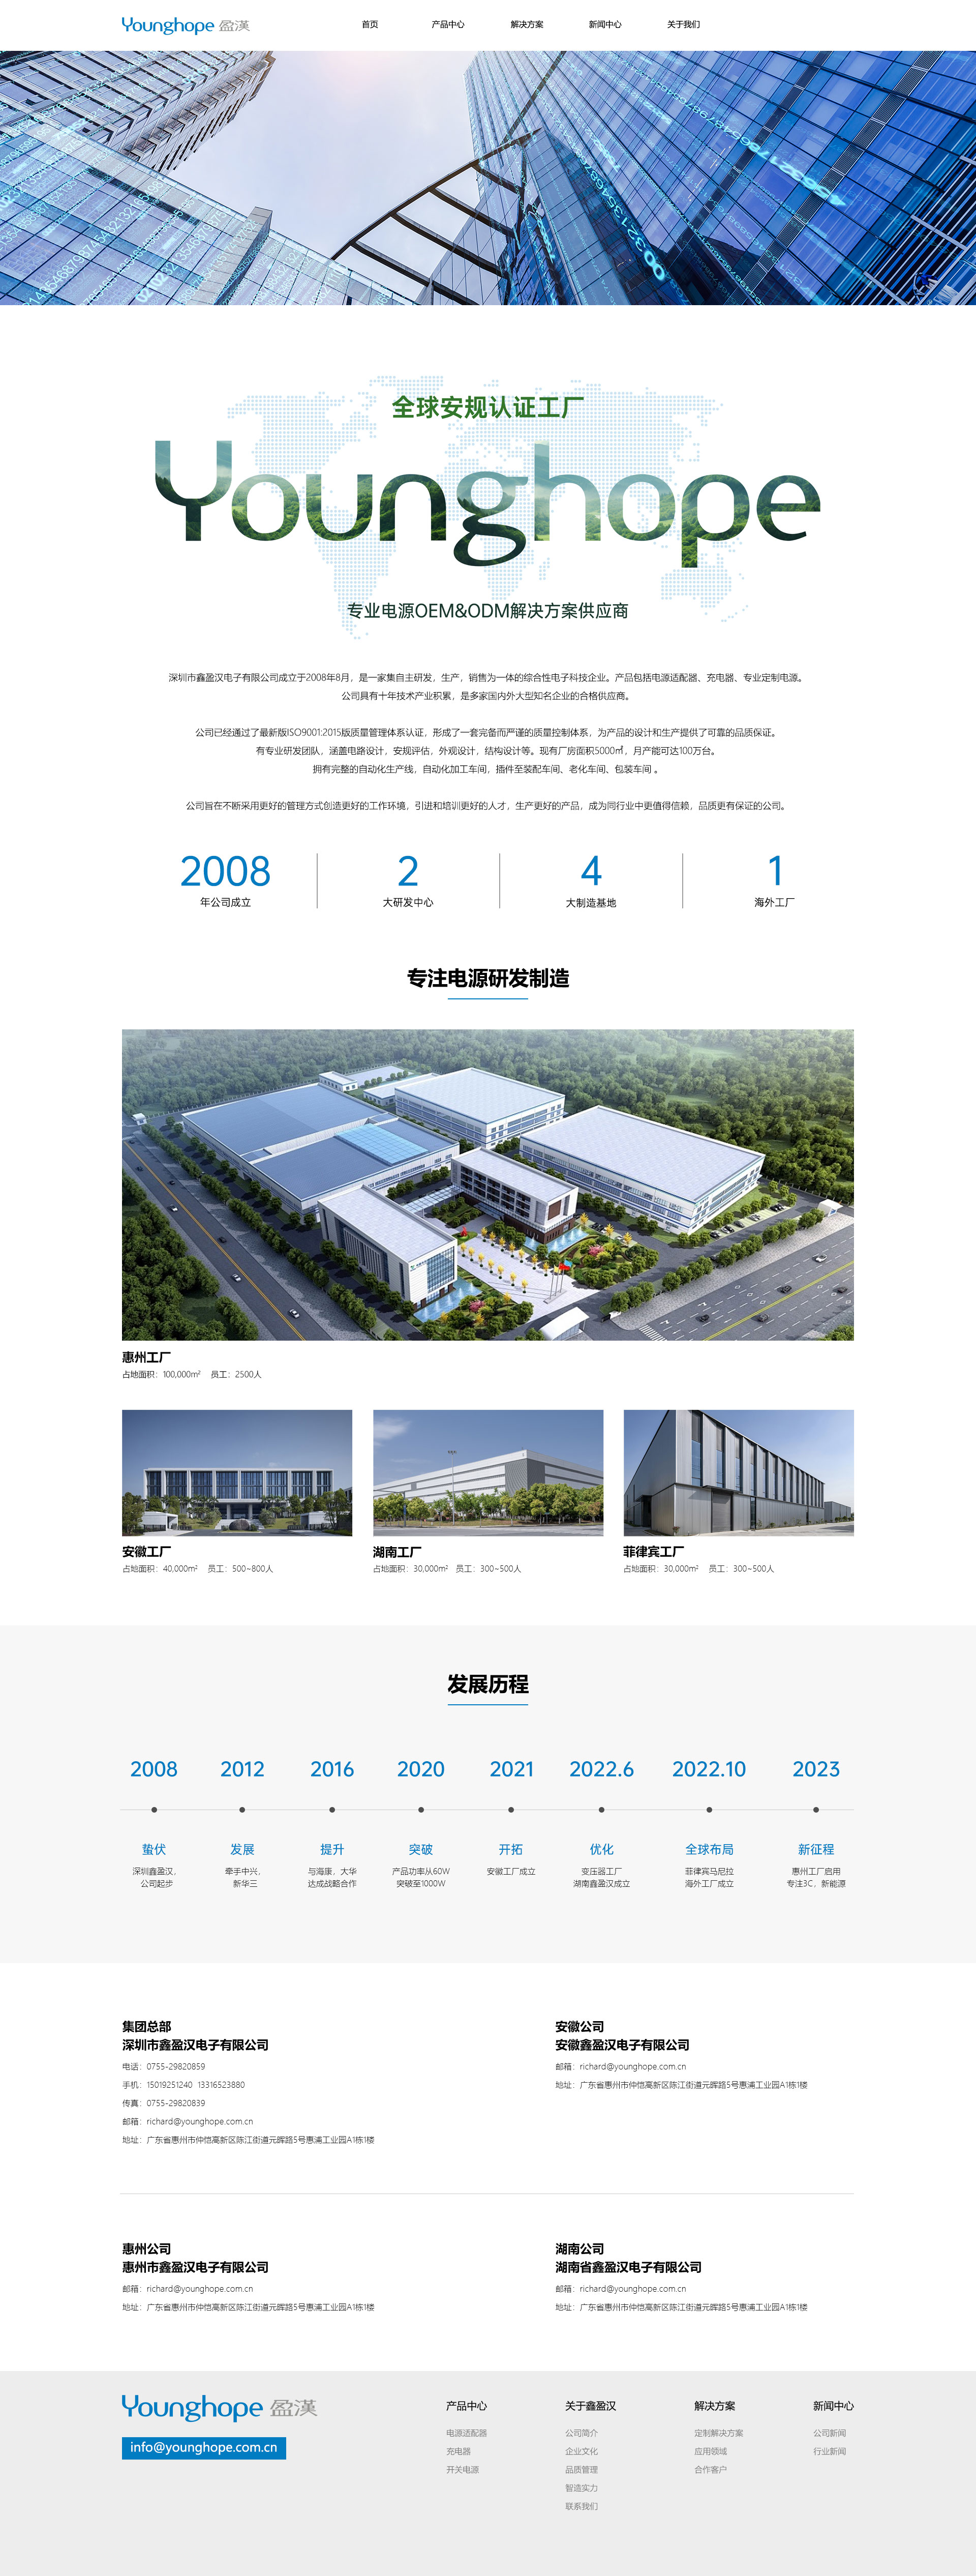 Younghope 盈漢
首页
产品中心
解决方案
新闻中心
关于我们
全球安规认证工厂
Younghope
专业电源OEM&ODM解决方案供应商
深圳市鑫盈汉电子有限公司成立于2008年8月，是一家集自主研发，生产，销售为一体的综合性电子科技企业。产品包括电源适配器、充电器、专业定制电源。
公司具有十年技术产业积累，是多家国内外大型知名企业的合格供应商。
公司已经通过了最新版ISO9001:2015版质量管理体系认证，形成了一套完备而严谨的质量控制体系，为产品的设计和生产提供了可靠的品质保证。
有专业研发团队，涵盖电路设计，安规评估，外观设计，结构设计等。现有厂房面积5000㎡，月产能可达100万台。
拥有完整的自动化生产线，自动化加工车间，插件至装配车间、老化车间、包装车间 。
公司旨在不断采用更好的管理方式创造更好的工作环境，引进和培训更好的人才，生产更好的产品，成为同行业中更值得信赖，品质更有保证的公司。
2008
年公司成立
2
大研发中心
4
大制造基地
1
海外工厂
专注电源研发制造
惠州工厂
占地面积：100,000m² 员工：2500人
安徽工厂
占地面积：40,000m² 员工：500~800人
湖南工厂
占地面积：30,000m² 员工：300~500人
菲律宾工厂
占地面积：30,000m² 员工：300~500人
发展历程
2008
蛰伏
深圳鑫盈汉，
公司起步
2012
发展
牵手中兴，
新华三
2016
提升
与海康，大华
达成战略合作
2020
突破
产品功率从60W
突破至1000W
2021
开拓
安徽工厂成立
2022.6
优化
变压器工厂
湖南鑫盈汉成立
2022.10
全球布局
菲律宾马尼拉
海外工厂成立
2023
新征程
惠州工厂启用
专注3C，新能源
集团总部
深圳市鑫盈汉电子有限公司
电话：0755-29820859
手机：15019251240 13316523880
传真：0755-29820839
邮箱：richard@younghope.com.cn
地址：广东省惠州市仲恺高新区陈江街道元晖路5号惠浦工业园A1栋1楼
安徽公司
安徽鑫盈汉电子有限公司
邮箱：richard@younghope.com.cn
地址：广东省惠州市仲恺高新区陈江街道元晖路5号惠浦工业园A1栋1楼
惠州公司
惠州市鑫盈汉电子有限公司
邮箱：richard@younghope.com.cn
地址：广东省惠州市仲恺高新区陈江街道元晖路5号惠浦工业园A1栋1楼
湖南公司
湖南省鑫盈汉电子有限公司
邮箱：richard@younghope.com.cn
地址：广东省惠州市仲恺高新区陈江街道元晖路5号惠浦工业园A1栋1楼
Younghope 盈漢
info@younghope.com.cn
产品中心
电源适配器
充电器
开关电源
关于鑫盈汉
公司简介
企业文化
品质管理
智造实力
联系我们
解决方案
定制解决方案
应用领域
合作客户
新闻中心
公司新闻
行业新闻